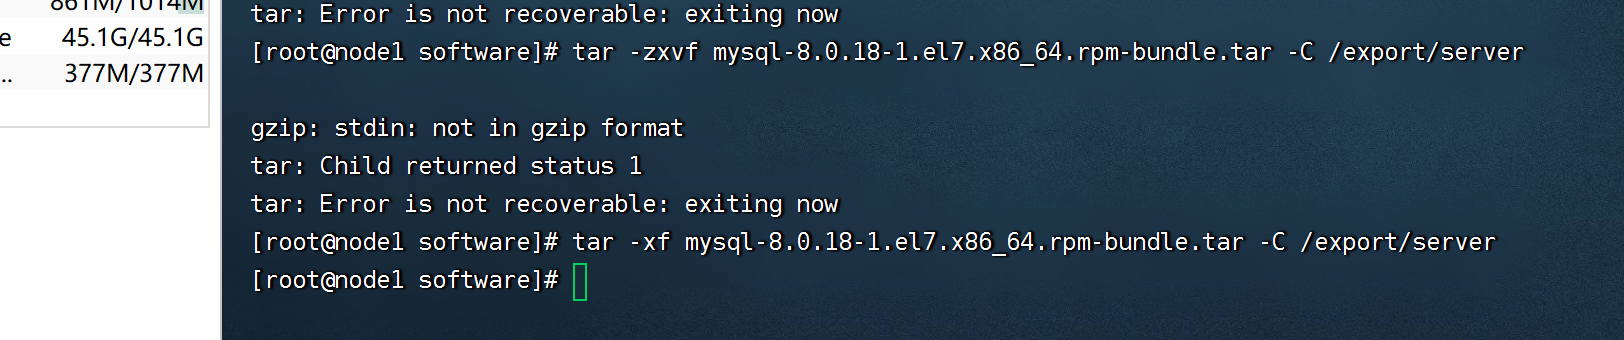 861M/1014M
e 45.1G/45.1G
.. 377M/377M
tar: Error is not recoverable: exiting now
[root@node1 software]# tar -zxvf mysql-8.0.18-1.el7.x86_64.rpm-bundle.tar -C /export/server
gzip: stdin: not in gzip format
tar: Child returned status 1
tar: Error is not recoverable: exiting now
[root@node1 software]# tar -xf mysql-8.0.18-1.el7.x86_64.rpm-bundle.tar -C /export/server
[root@node1 software]#